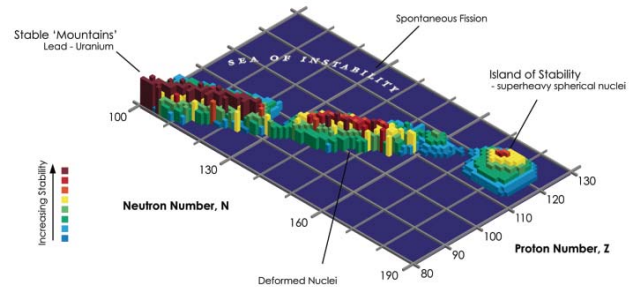 Spontaneous Fission
Stable ‘Mountains’
Lead - Uranium
SEA OF INSTABILITY
Island of Stability
- superheavy spherical nuclei
100
130
160
190
80
90
100
110
120
130
Increasing Stability
Neutron Number, N
Proton Number, Z
Deformed Nuclei